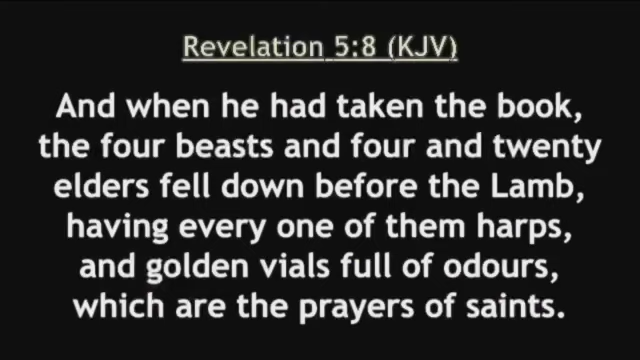 Revelation 5:8 (KJV)
And when he had taken the book,
the four beasts and four and twenty
elders fell down before the Lamb,
having every one of them harps,
and golden vials full of odours,
which are the prayers of saints.